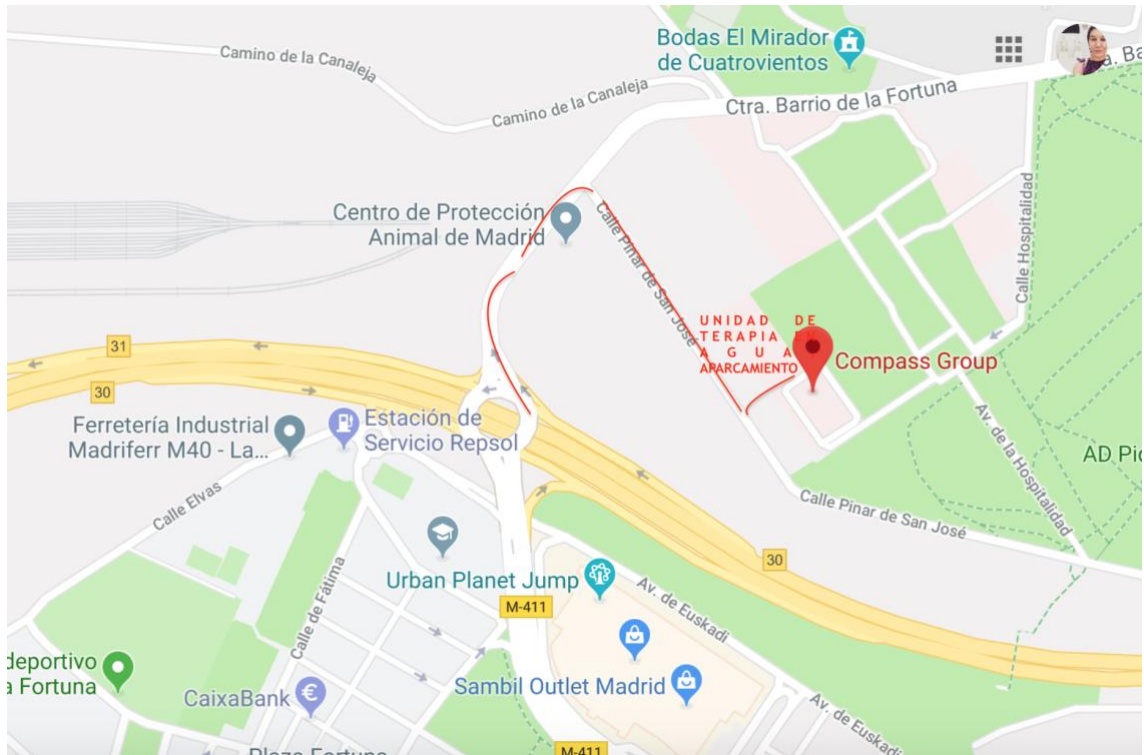 Bodas El Mirador
de Cuatrovientos
Camino de la Canaleja
Camino de la Canaleja
Ctra. Barrio de la Fortuna
a. Ba
Centro de Protección
Animal de Madrid
Calle Pinar de San José
Calle Hospitalidad
UNIDAD DE
TERAPIA
AGUA
APARCAMIENTO
Compass Group
31
30
Ferretería Industrial
Madriferr M40 - La...
Estación de
Servicio Repsol
Av. de la Hospitalidad
AD Pic
Calle Elvas
Calle Pinar de San José
30
Urban Planet Jump
Calle de Fátima
M-411
Av. de Euskadi
deportivo
a Fortuna
CaixaBank
Sambil Outlet Madrid
Av. de Euskadi
Plaza Fortuna
M-411